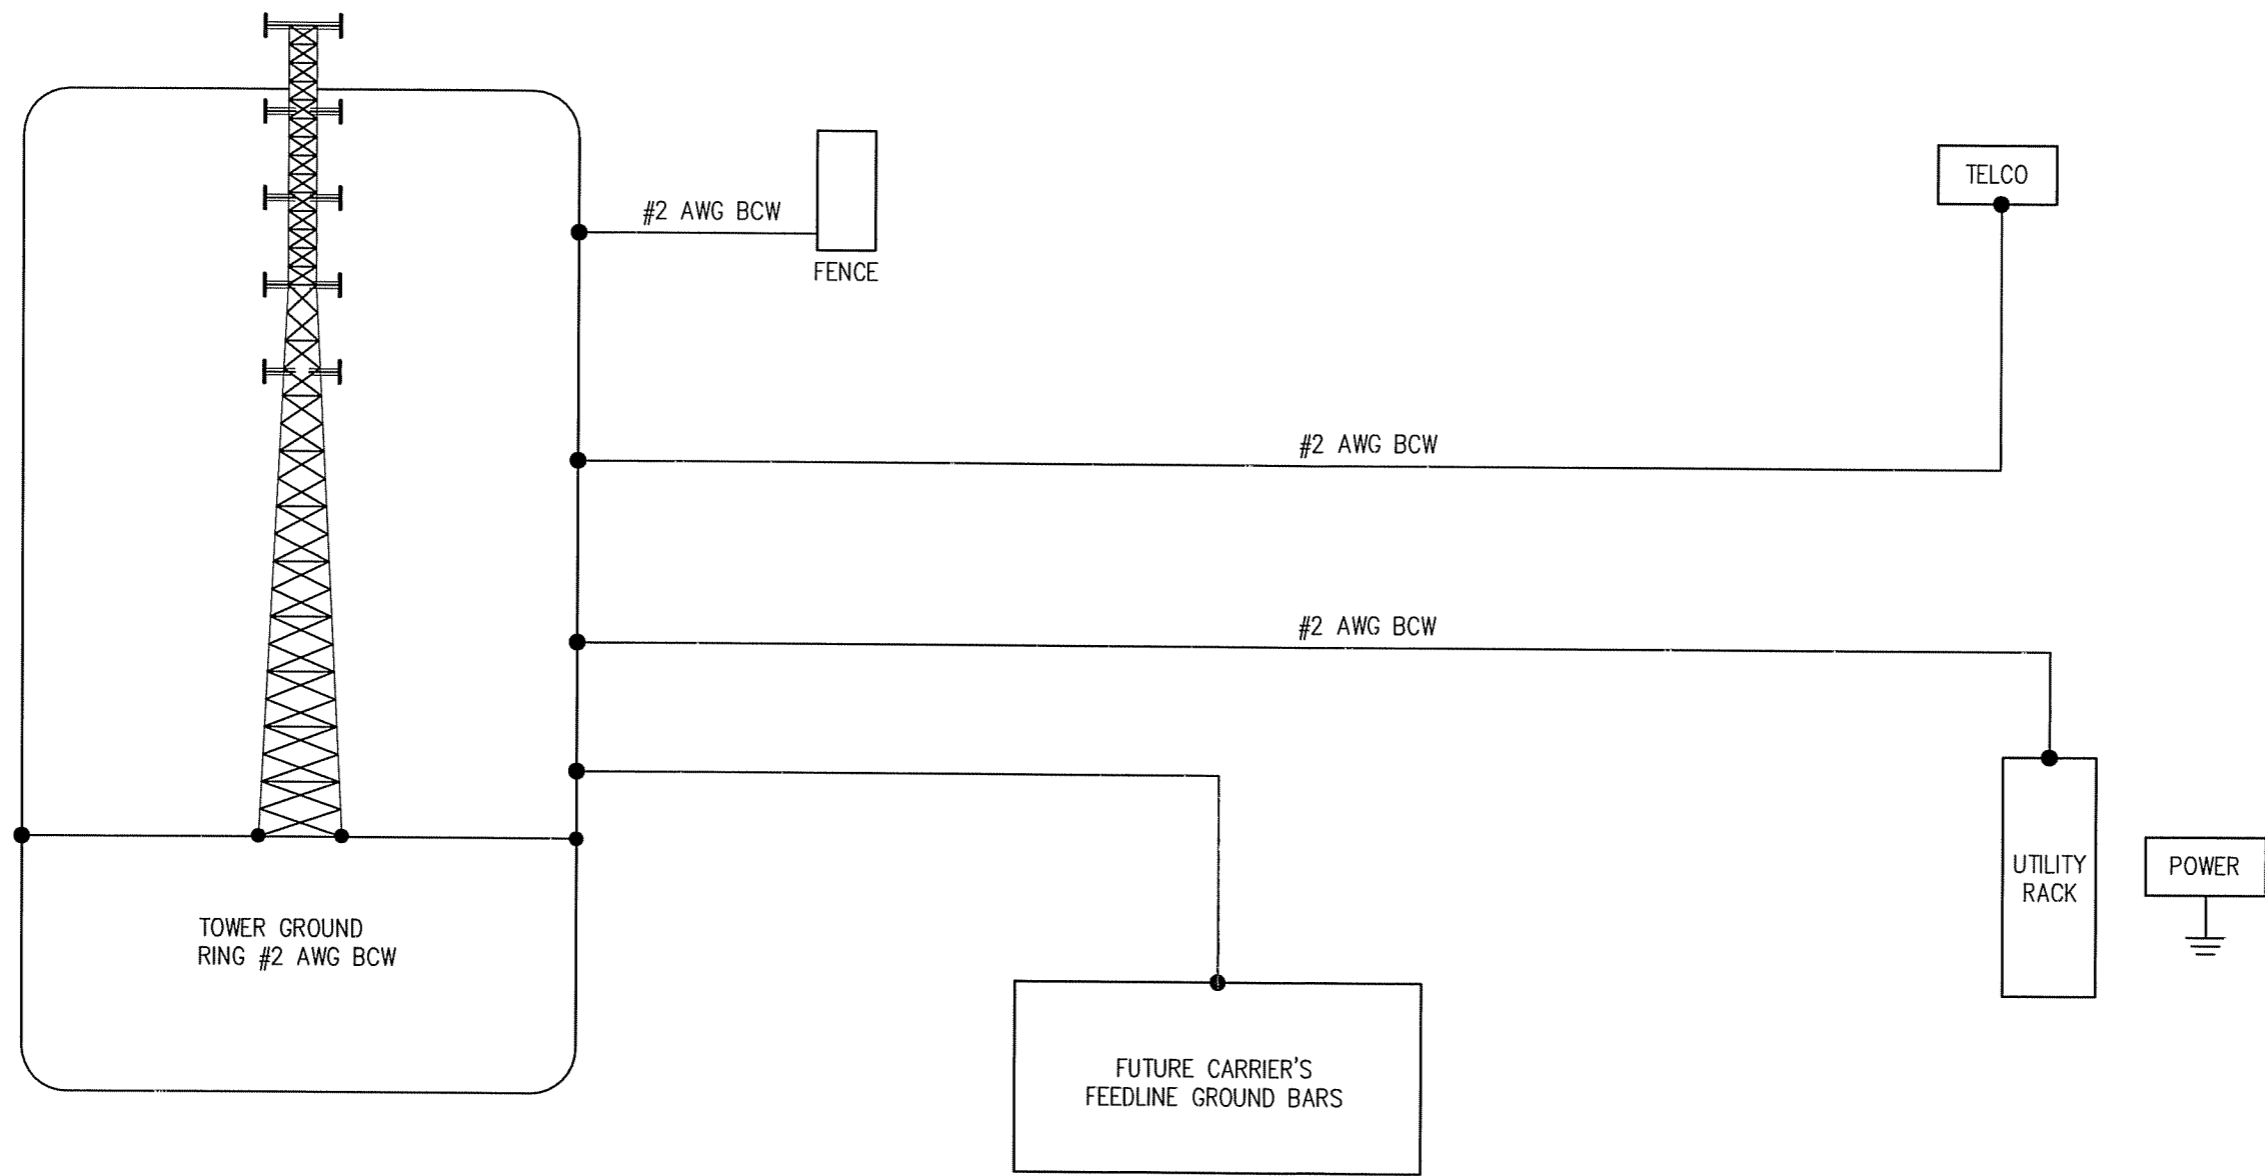 #2 AWG BCW
FENCE
TELCO
#2 AWG BCW
#2 AWG BCW
UTILITY
RACK
POWER
TOWER GROUND
RING #2 AWG BCW
FUTURE CARRIER'S
FEEDLINE GROUND BARS